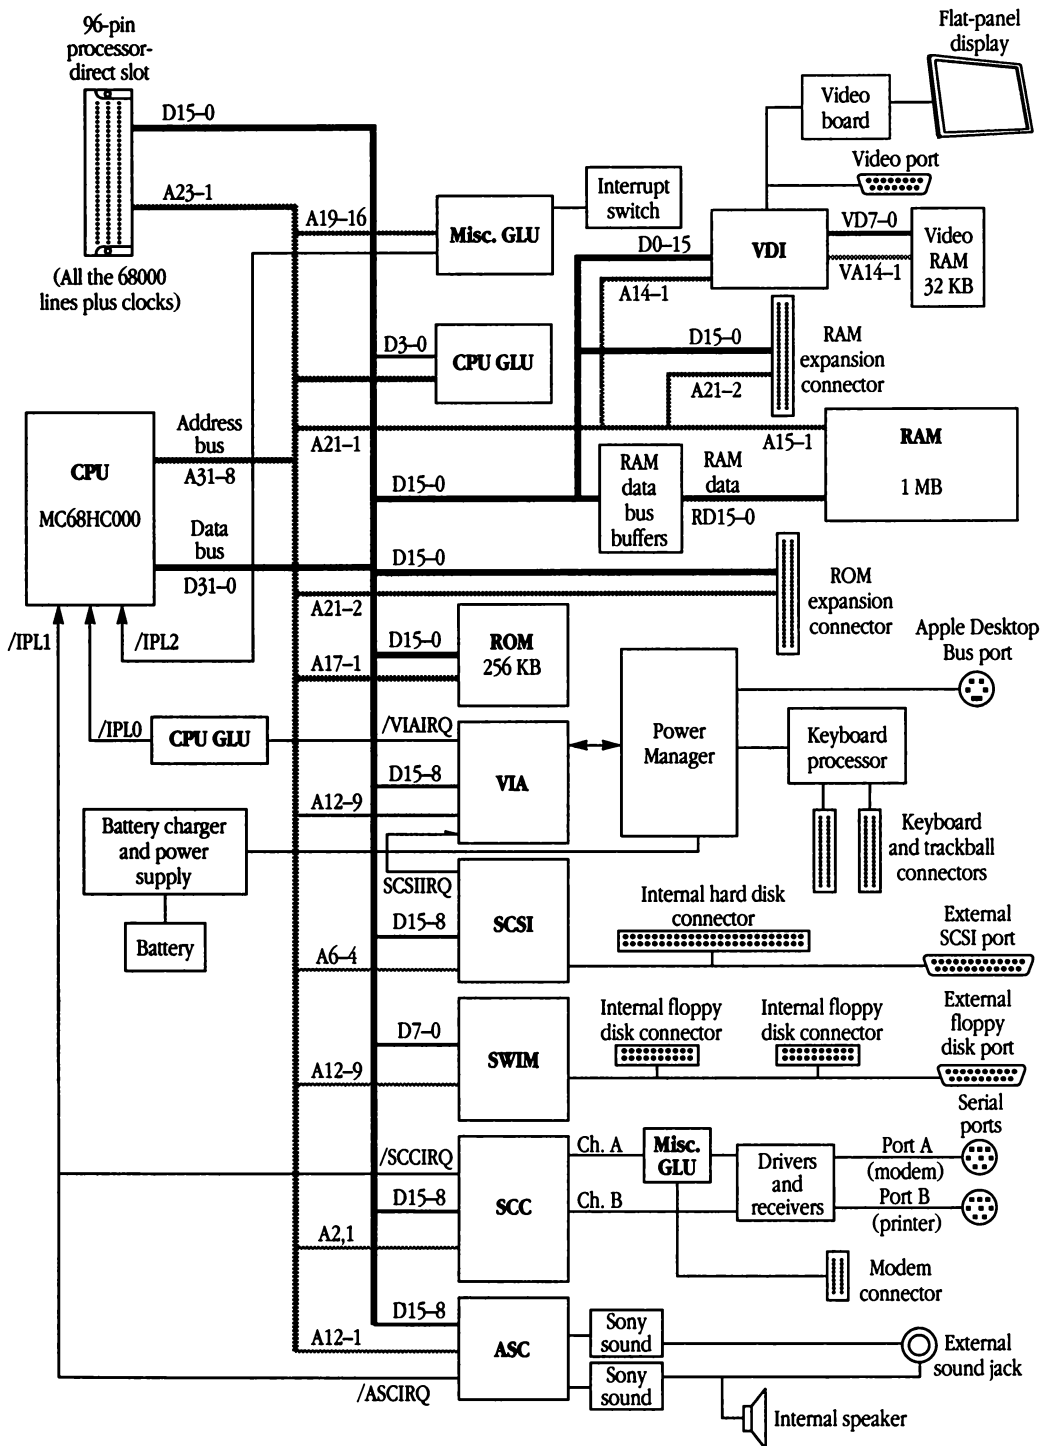 96-pin
processor-
direct slot
D15–0
A23–1
(All the 68000
lines plus clocks)
Flat-panel
display
Video
board
Video port
Interrupt
switch
A19–16
Misc. GLU
D0–15
VDI
VD7–0
VA14–1
Video
RAM
32 KB
A14–1
D3–0
CPU GLU
D15–0
A21–2
RAM
expansion
connector
CPU
MC68HC000
Address
bus
A31–8
A21–1
A15–1
RAM
1 MB
D15–0
RAM
data
bus
buffers
RAM
data
RD15–0
Data
bus
D31–0
D15–0
A21–2
ROM
expansion
connector
/IPL1
/IPL2
D15–0
A17–1
ROM
256 KB
Apple Desktop
Bus port
/IPL0
CPU GLU
/VIAIRQ
D15–8
A12–9
VIA
Power
Manager
Keyboard
processor
Keyboard
and trackball
connectors
Battery charger
and power
supply
Battery
SCSIIRQ
D15–8
A6–4
SCSI
Internal hard disk
connector
External
SCSI port
D7–0
A12–9
SWIM
Internal floppy
disk connector
Internal floppy
disk connector
External
floppy
disk port
Serial
ports
/SCCIRQ
D15–8
A2,1
SCC
Ch. A
Ch. B
Misc.
GLU
Drivers
and
receivers
Port A
(modem)
Port B
(printer)
Modem
connector
D15–8
A12–1
/ASCIRQ
ASC
Sony
sound
Sony
sound
External
sound jack
Internal speaker